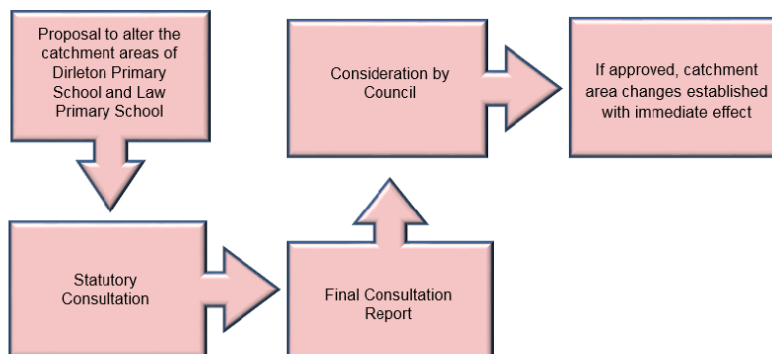 Proposal to alter the
catchment areas of
Dirleton Primary
School and Law
Primary School
Statutory
Consultation
Final Consultation
Report
Consideration by
Council
If approved, catchment
area changes established
with immediate effect